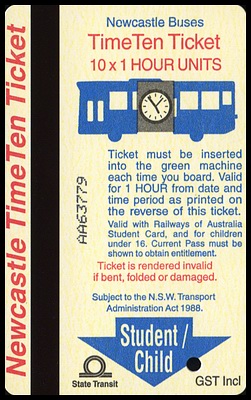 Newcastle TimeTen Ticket
Newcastle Buses
TimeTen Ticket
10 x 1 HOUR UNITS
AA63779
Ticket must be inserted
into the green machine
each time you board. Valid
for 1 HOUR from date and
time period as printed on
the reverse of this ticket.
Valid with Railways of Australia
Student Card, and for children
under 16. Current Pass must be
shown to obtain entitlement.
Ticket is rendered invalid
if bent, folded or damaged.
Subject to the N.S.W. Transport
Administration Act 1988.
Student /
Child
State Transit
GST Incl